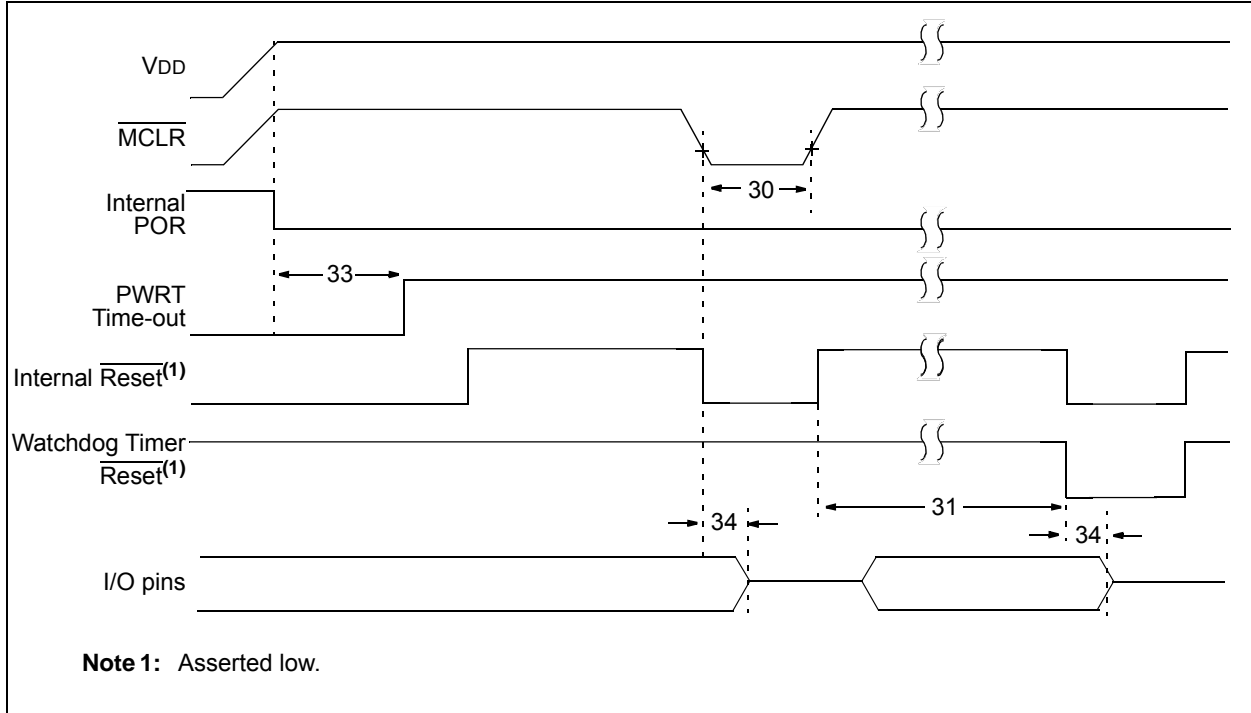 VDD
MCLR
30
Internal
POR
33
PWRT
Time-out
Internal Reset(1)
Watchdog Timer
Reset(1)
31
34
34
I/O pins
Note 1: Asserted low.